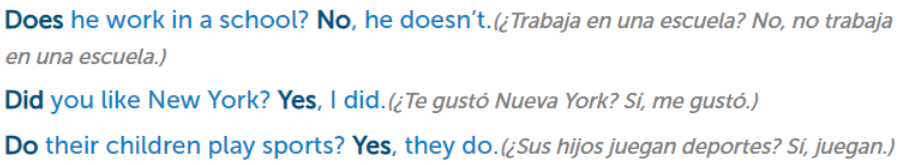 Does he work in a school? No, he doesn´t.(¿Trabaja en una escuela? No, no trabaja
en una escuela.)
Did you like New York? Yes, I did.(¿Te gustó Nueva York? Sí, me gustó.)
Do their children play sports? Yes, they do.(¿Sus hijos juegan deportes? Sí, juegan.)